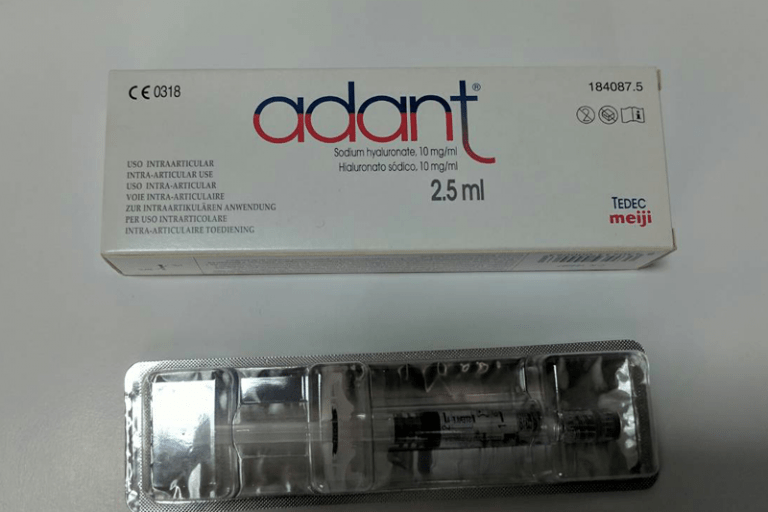 CE 0318
184087.5
adant®
Sodium hyaluronate, 10 mg/ml
Hialuronato sódico, 10 mg/ml
2.5 ml
USO INTRAARTICULAR
INTRA-ARTICULAR USE
USO INTRA-ARTICULAR
VOIE INTRA-ARTICULAIRE
ZUR INTRAARTIKULÄREN ANWENDUNG
PER USO INTRARTICOLARE
INTRA-ARTICULAIRE TOEDIENING
TEDEC
meiji